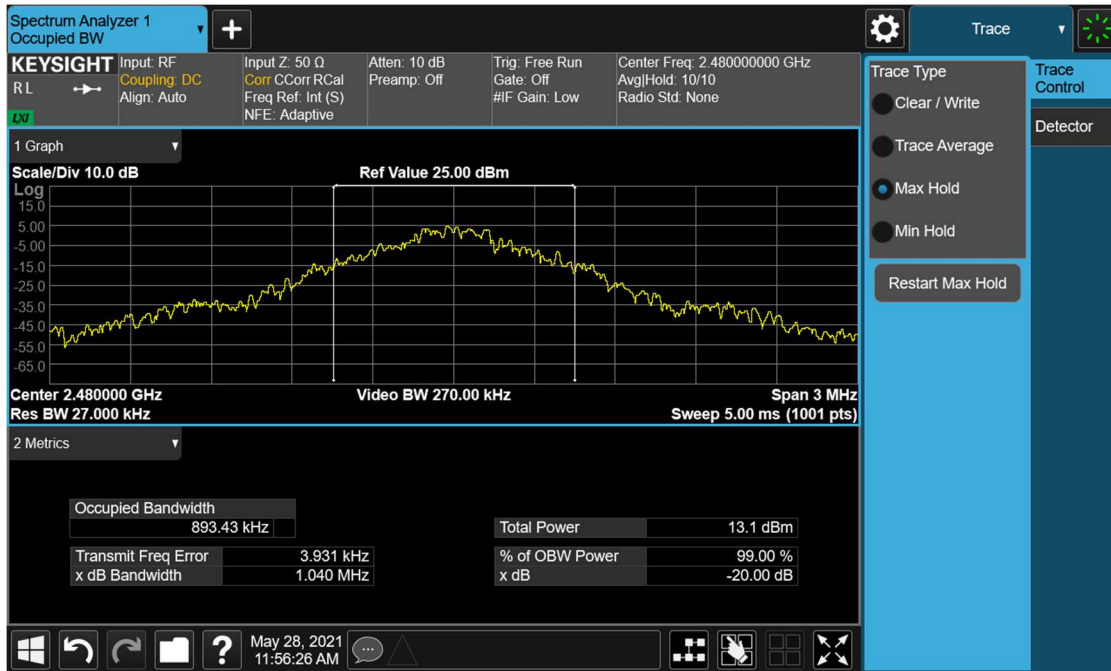 Spectrum Analyzer 1
Occupied BW
+
Trace
KEYSIGHT
RL
LXI
Input: RF
Coupling: DC
Align: Auto
Input Z: 50 Ω
Corr CCorr RCal
Freq Ref: Int (S)
NFE: Adaptive
Atten: 10 dB
Preamp: Off
Trig: Free Run
Gate: Off
#IF Gain: Low
Center Freq: 2.480000000 GHz
Avg|Hold: 10/10
Radio Std: None
1 Graph
Scale/Div 10.0 dB
Ref Value 25.00 dBm
Log
15.0
5.00
-5.00
-15.0
-25.0
-35.0
-45.0
-55.0
-65.0
Center 2.480000 GHz
Video BW 270.00 kHz
Span 3 MHz
Res BW 27.000 kHz
Sweep 5.00 ms (1001 pts)
2 Metrics
Occupied Bandwidth
893.43 kHz
Total Power 13.1 dBm
Transmit Freq Error 3.931 kHz
% of OBW Power 99.00 %
x dB Bandwidth 1.040 MHz
x dB -20.00 dB
?
May 28, 2021
11:56:26 AM
Trace Type
Clear / Write
Trace Average
Max Hold
Min Hold
Restart Max Hold
Trace
Control
Detector